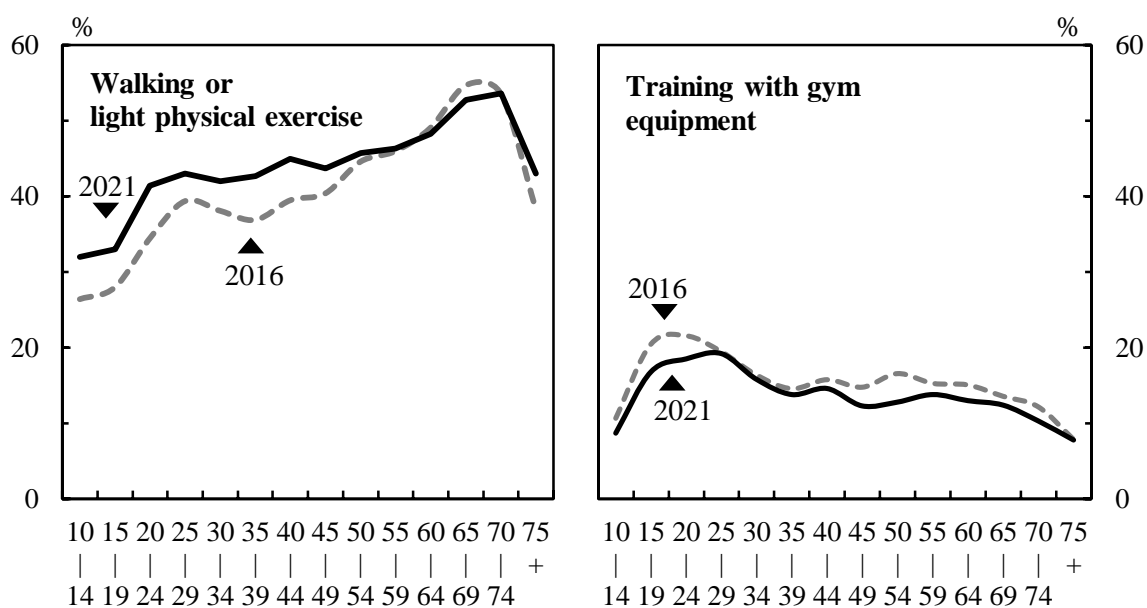 %
60
Walking or
light physical exercise
40
2021
2016
20
0
10 15 20 25 30 35 40 45 50 55 60 65 70 75
| | | | | | | | | | | | | +
14 19 24 29 34 39 44 49 54 59 64 69 74
%
60
Training with gym
equipment
40
2016
20
2021
0
10 15 20 25 30 35 40 45 50 55 60 65 70 75
| | | | | | | | | | | | | +
14 19 24 29 34 39 44 49 54 59 64 69 74